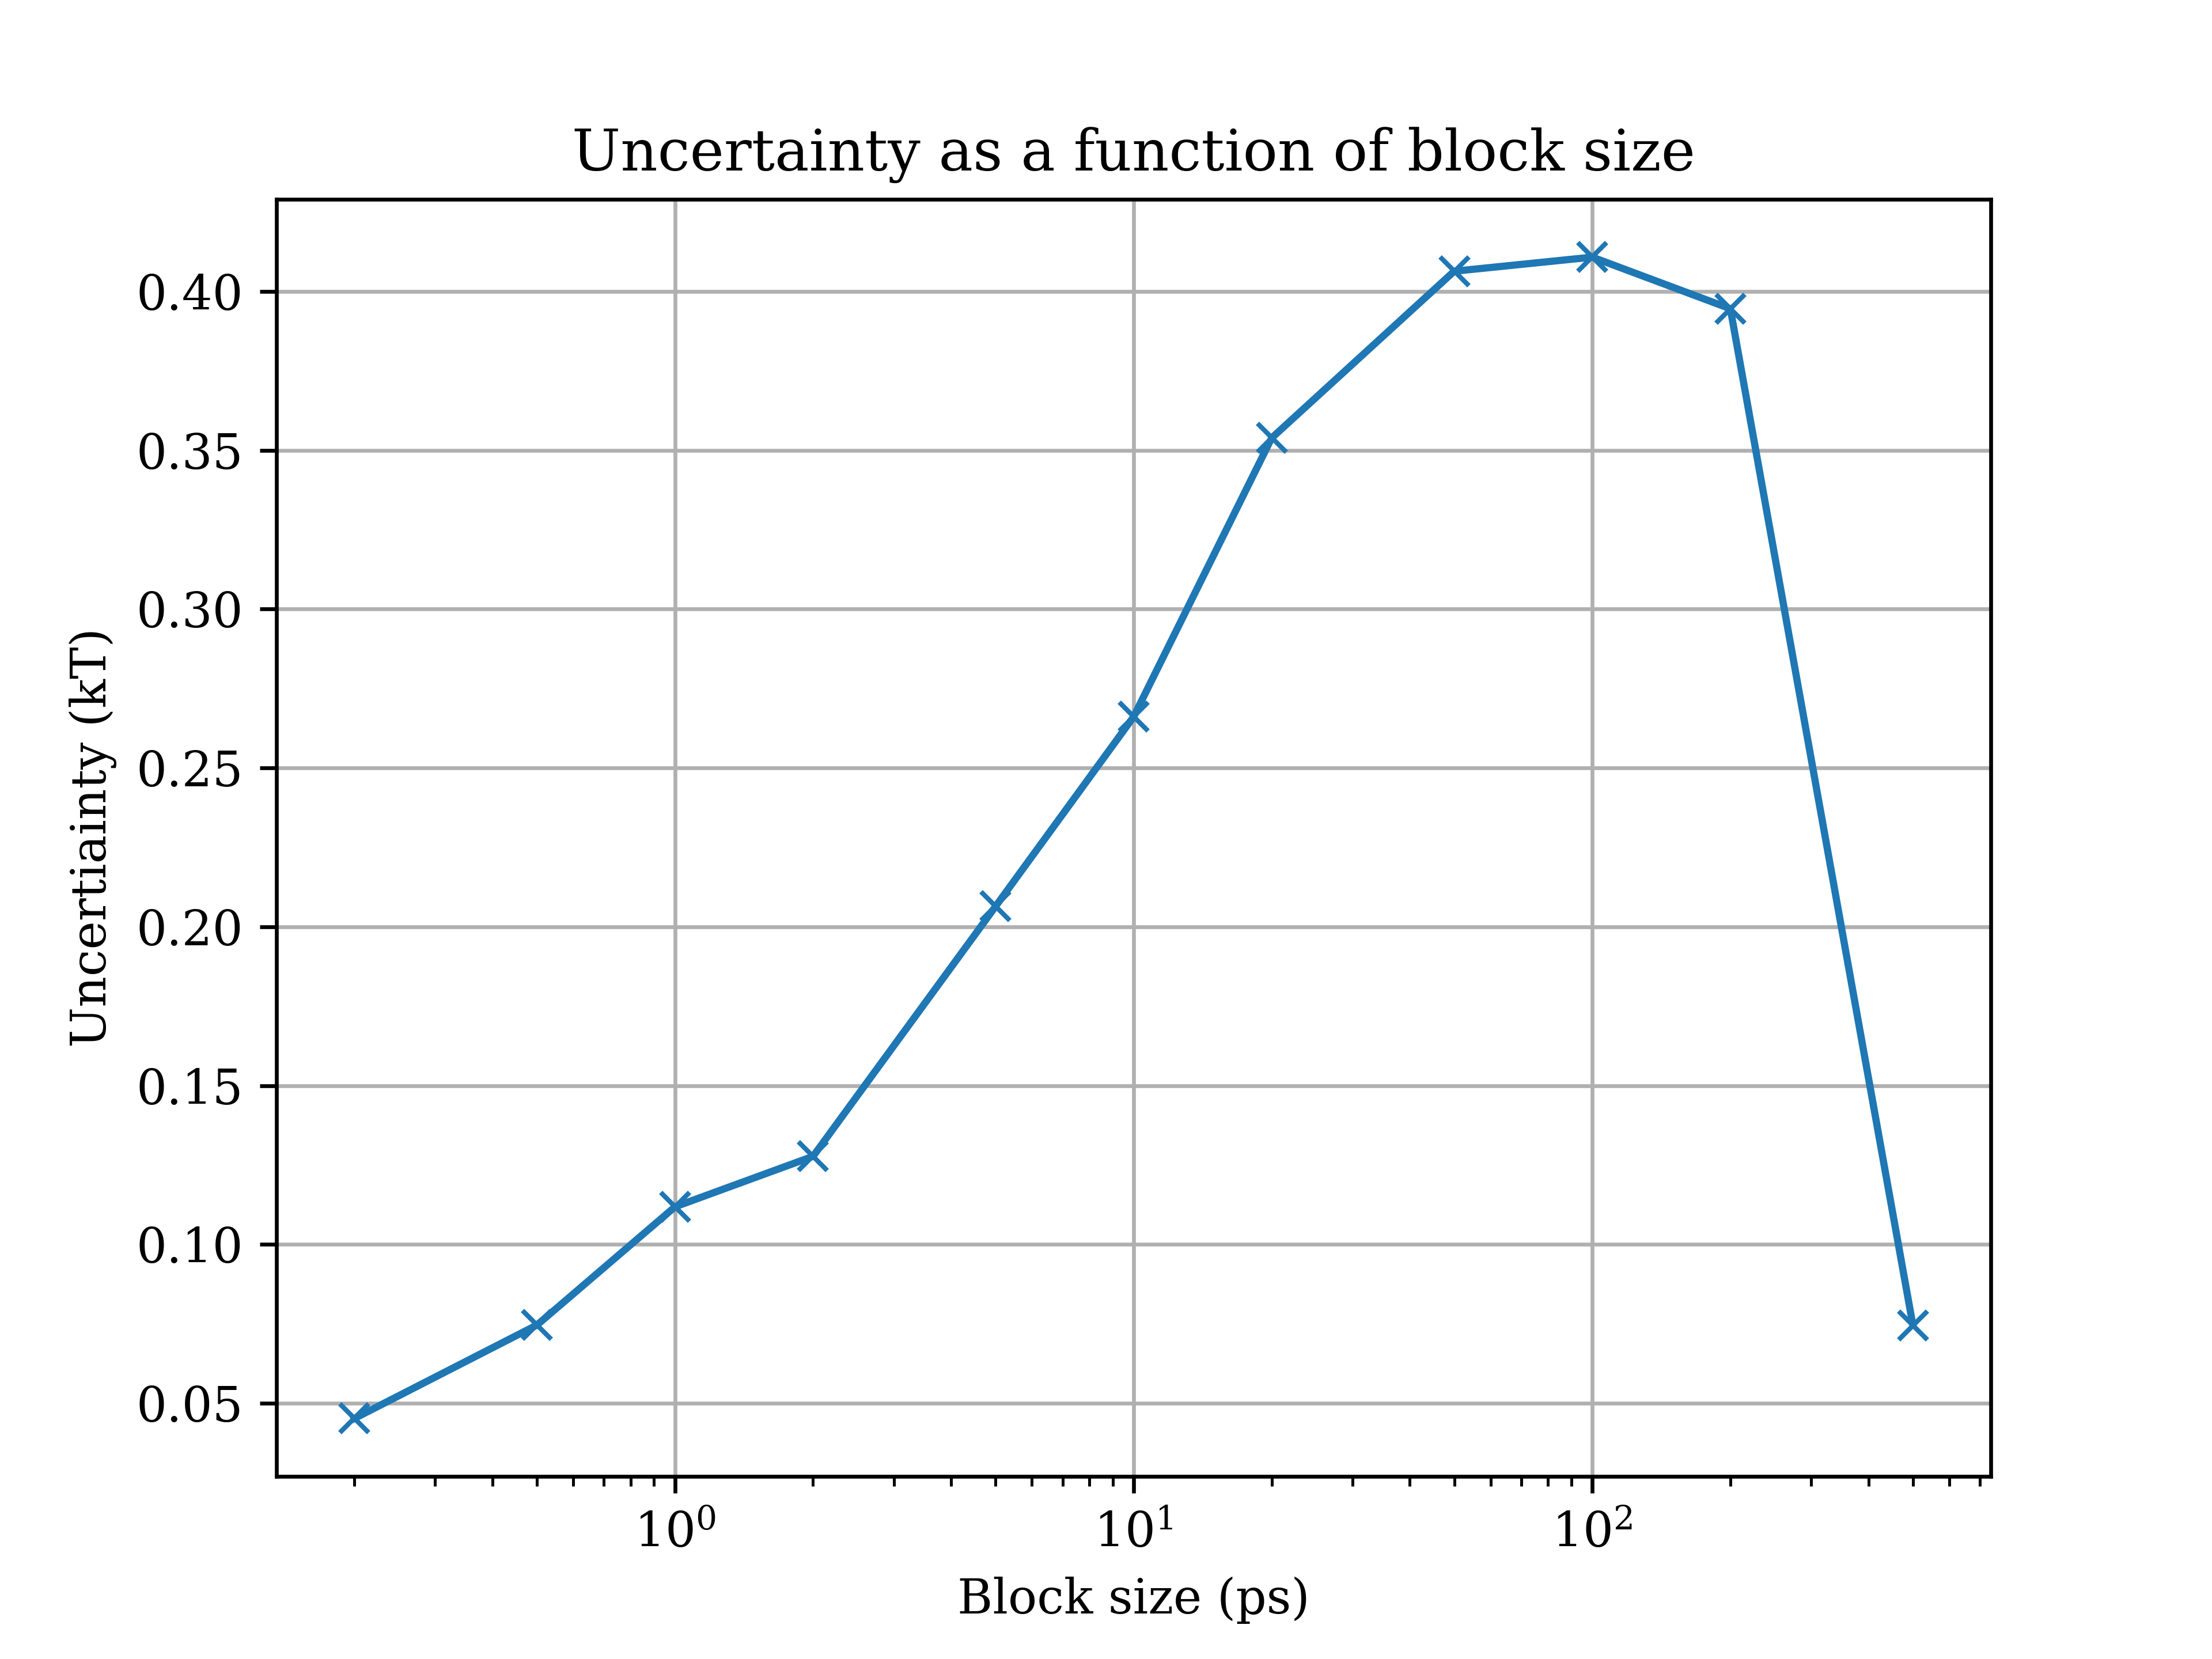 Uncertainty as a function of block size
Uncertiainty (kT)
0.40
0.35
0.30
0.25
0.20
0.15
0.10
0.05
10⁰ 10¹ 10²
Block size (ps)